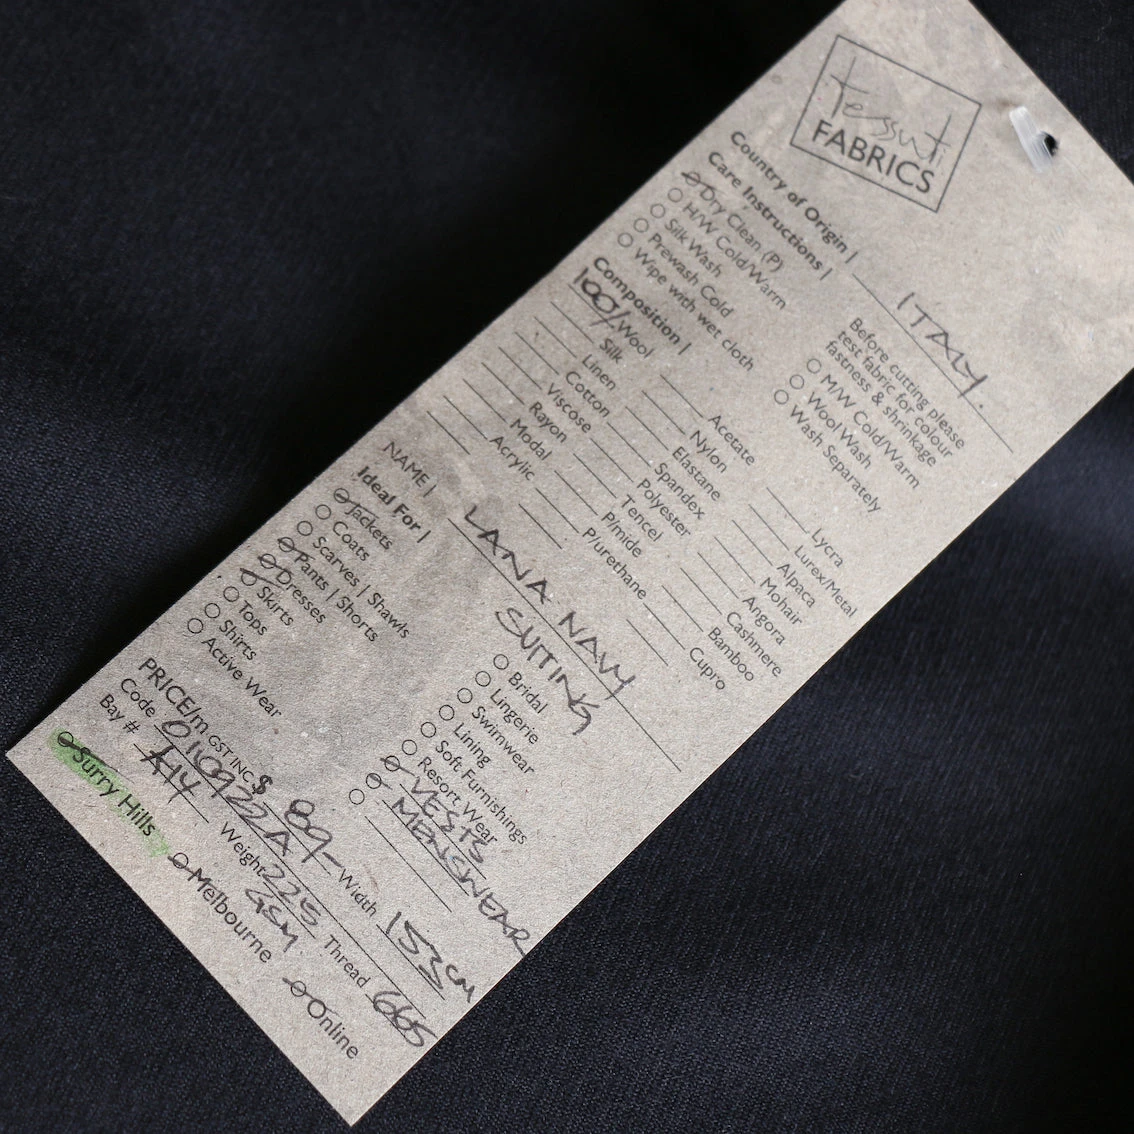 tessuti
FABRICS
Country of Origin | ITALY.
Care Instructions |
Dry Clean (P)
H/W Cold/Warm
Silk Wash
Prewash Cold
Wipe with wet cloth
Before cutting please
test fabric for colour
fastness & shrinkage
M/W Cold/Warm
Wool Wash
Wash Separately
Composition |
100% Wool
Silk
Linen
Cotton
Viscose
Rayon
Modal
Acrylic
Acetate
Nylon
Elastane
Spandex
Polyester
Tencel
P/mide
P/urethane
Lycra
Lurex/Metal
Alpaca
Mohair
Angora
Cashmere
Bamboo
Cupro
NAME | LANA NAVY
SUITING
Ideal For |
Jackets
Coats
Scarves | Shawls
Pants | Shorts
Dresses
Skirts
Tops
Shirts
Active Wear
Bridal
Lingerie
Swimwear
Lining
Soft Furnishings
Resort Wear
VESTS
MENSWEAR
PRICE/m GST INC $ 89- Width 153cm
Code 0110922A Weight 225 GSM Thread 665
Bay # A14
Surry Hills Melbourne Online